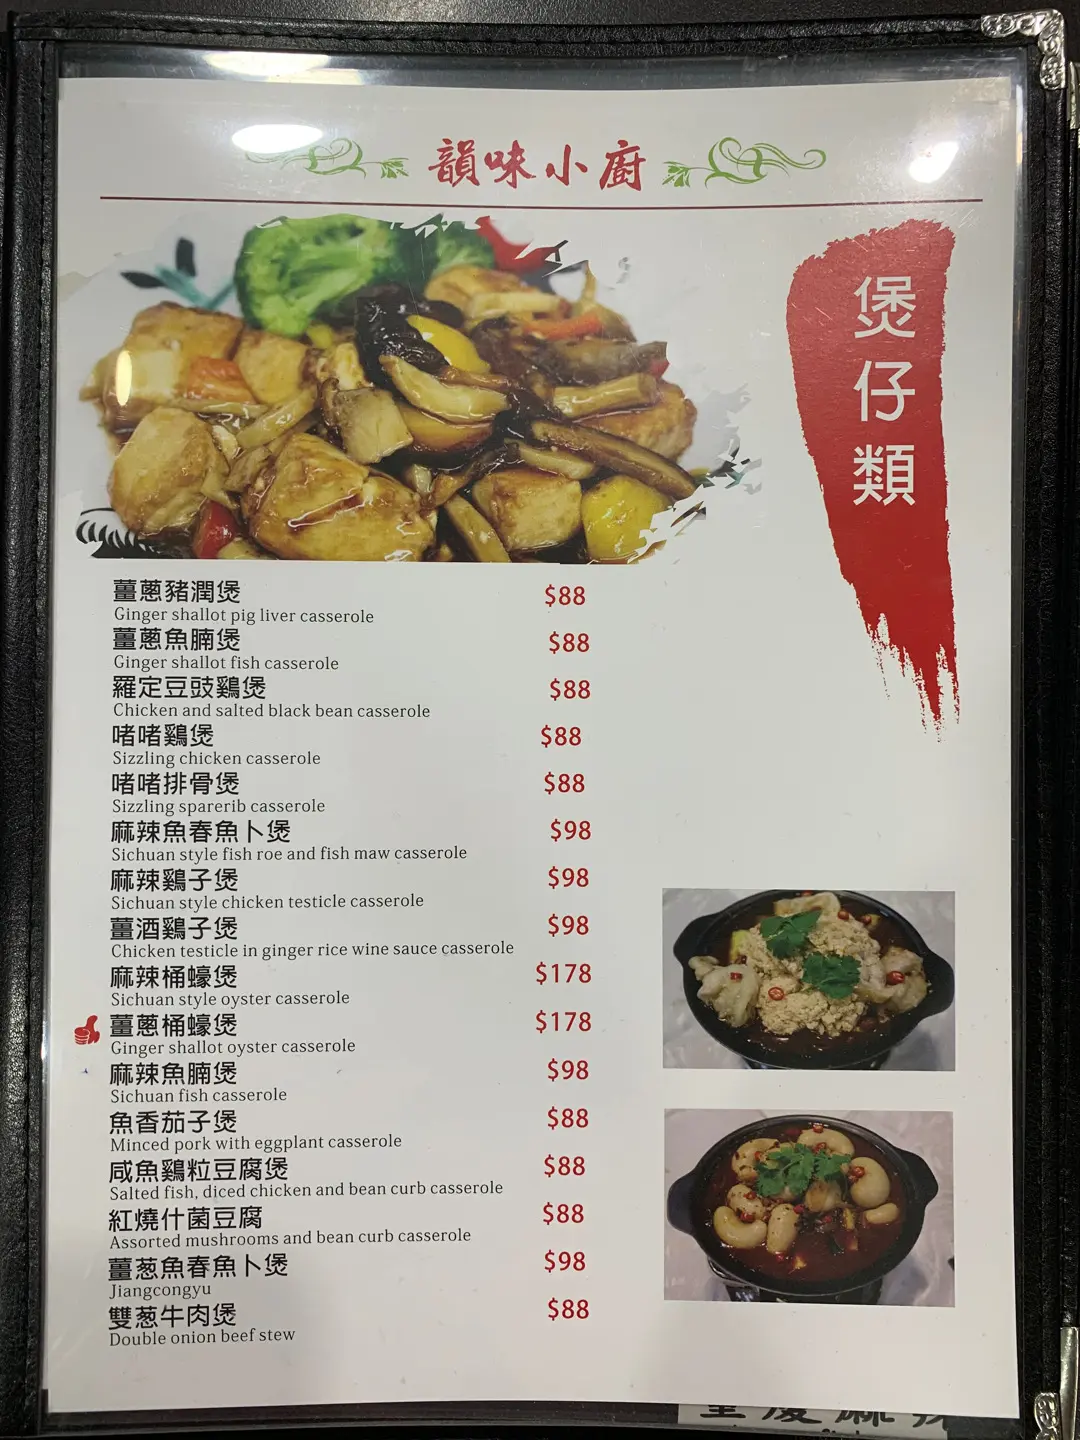 韻味小廚
煲仔類
薑蔥豬潤煲 $88
Ginger shallot pig liver casserole
薑蔥魚腩煲 $88
Ginger shallot fish casserole
羅定豆豉鷄煲 $88
Chicken and salted black bean casserole
啫啫鷄煲 $88
Sizzling chicken casserole
啫啫排骨煲 $88
Sizzling sparerib casserole
麻辣魚春魚卜煲 $98
Sichuan style fish roe and fish maw casserole
麻辣鷄子煲 $98
Sichuan style chicken testicle casserole
薑酒鷄子煲 $98
Chicken testicle in ginger rice wine sauce casserole
麻辣桶蠔煲 $178
Sichuan style oyster casserole
薑蔥桶蠔煲 $178
Ginger shallot oyster casserole
麻辣魚腩煲 $98
Sichuan fish casserole
魚香茄子煲 $88
Minced pork with eggplant casserole
咸魚鷄粒豆腐煲 $88
Salted fish, diced chicken and bean curb casserole
紅燒什菌豆腐 $88
Assorted mushrooms and bean curb casserole
薑葱魚春魚卜煲 $98
Jiangcongyu
雙葱牛肉煲 $88
Double onion beef stew